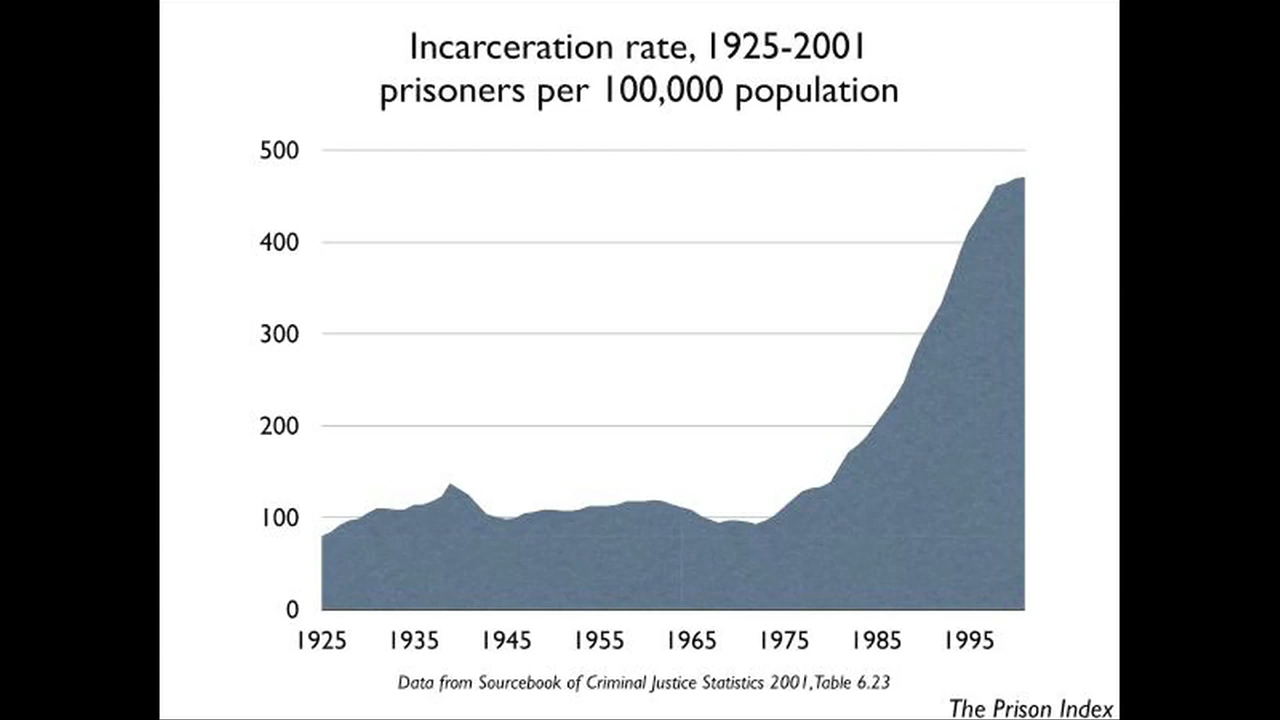 Incarceration rate, 1925-2001
prisoners per 100,000 population
500
400
300
200
100
0
1925 1935 1945 1955 1965 1975 1985 1995
Data from Sourcebook of Criminal Justice Statistics 2001, Table 6.23
The Prison Index